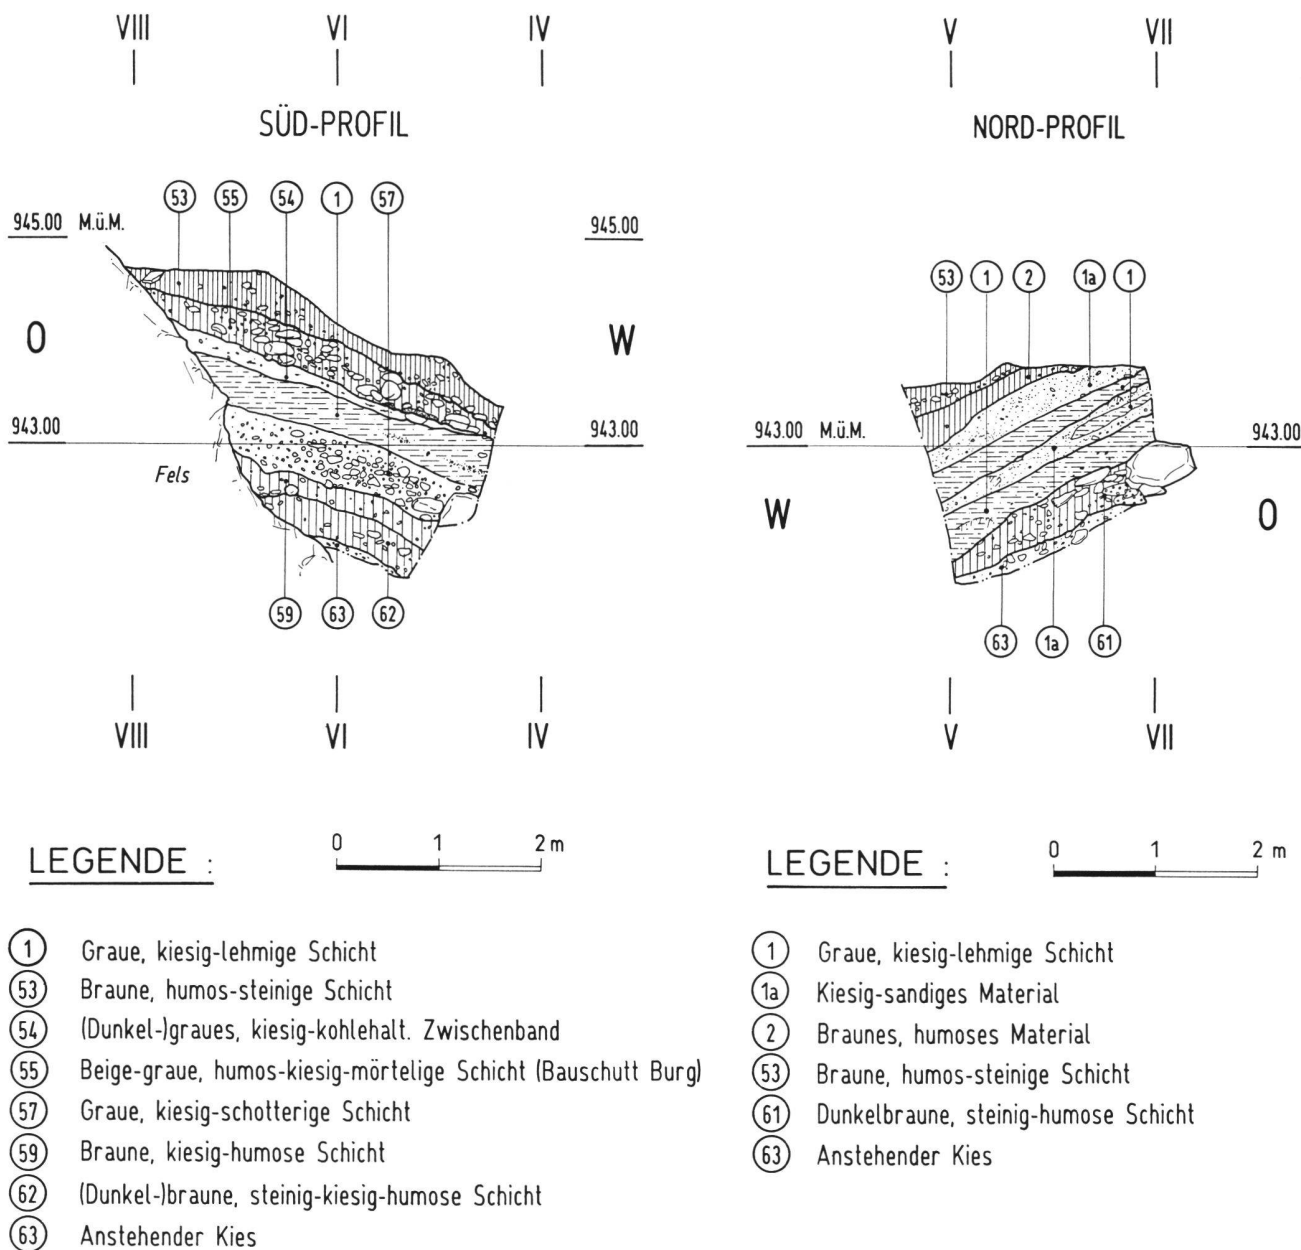 VIII VI IV
SÜD-PROFIL
53 55 54 1 57
945.00 M.ü.M. 945.00
O W
943.00 943.00
Fels
59 63 62
VIII VI IV
LEGENDE :
0 1 2 m
1 Graue, kiesig-lehmige Schicht
53 Braune, humos-steinige Schicht
54 (Dunkel-)graues, kiesig-kohlehalt. Zwischenband
55 Beige-graue, humos-kiesig-mörtelige Schicht (Bauschutt Burg)
57 Graue, kiesig-schotterige Schicht
59 Braune, kiesig-humose Schicht
62 (Dunkel-)braune, steinig-kiesig-humose Schicht
63 Anstehender Kies
V VII
NORD-PROFIL
53 1 2 1a 1
943.00 M.ü.M. 943.00
W O
63 1a 61
V VII
LEGENDE :
0 1 2 m
1 Graue, kiesig-lehmige Schicht
1a Kiesig-sandiges Material
2 Braunes, humoses Material
53 Braune, humos-steinige Schicht
61 Dunkelbraune, steinig-humose Schicht
63 Anstehender Kies